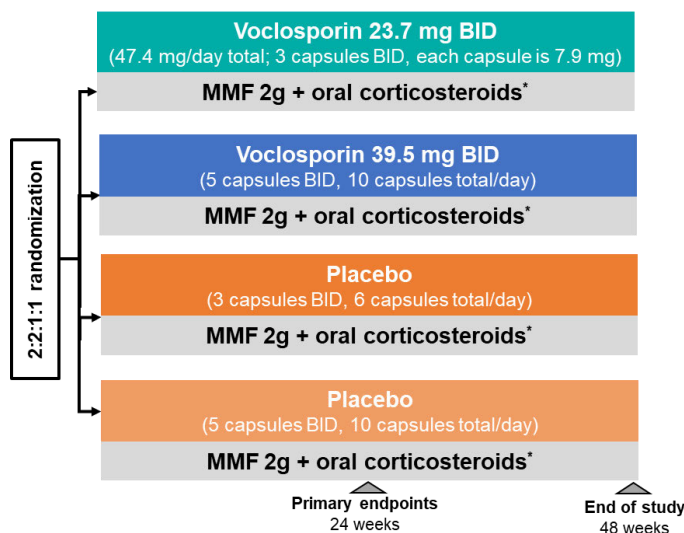 Voclosporin 23.7 mg BID
(47.4 mg/day total; 3 capsules BID, each capsule is 7.9 mg)
MMF 2g + oral corticosteroids*
Voclosporin 39.5 mg BID
(5 capsules BID, 10 capsules total/day)
MMF 2g + oral corticosteroids*
2:2:1:1 randomization
Placebo
(3 capsules BID, 6 capsules total/day)
MMF 2g + oral corticosteroids*
Placebo
(5 capsules BID, 10 capsules total/day)
MMF 2g + oral corticosteroids*
Primary endpoints
24 weeks
End of study
48 weeks